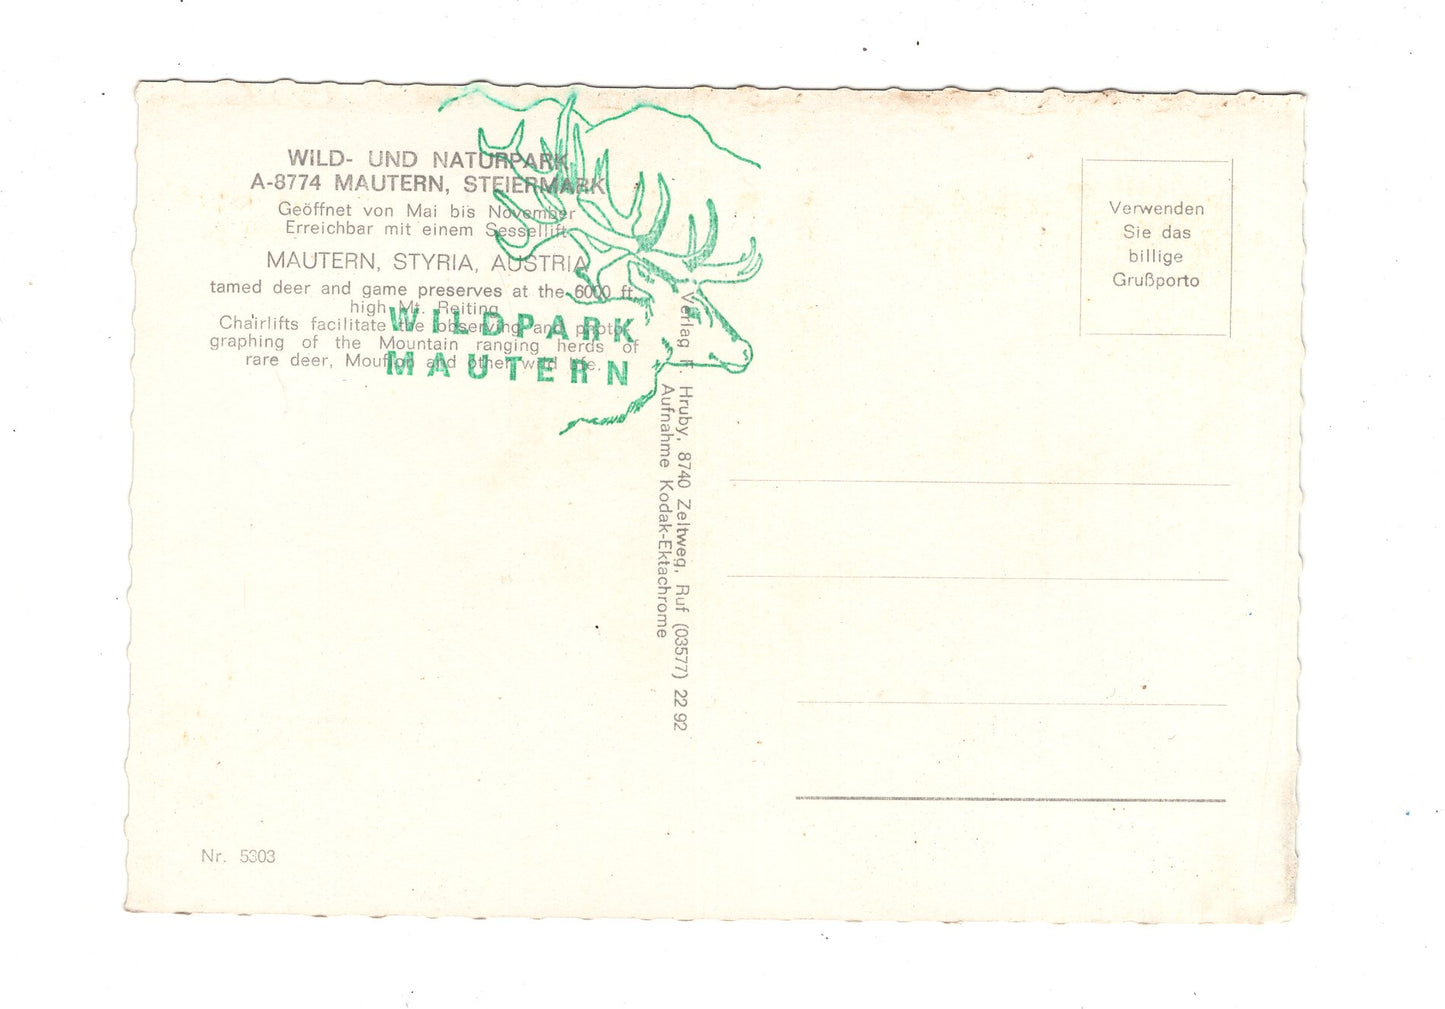 WILD- UND NATURPARK
A-8774 MAUTERN, STEIERMARK
Geöffnet von Mai bis November
Erreichbar mit einem Sessellift
MAUTERN, STYRIA, AUSTRIA
tamed deer and game preserves at the 6000 ft.
high Mt. Reiting
Chairlifts facilitate the observing and photo-
graphing of the Mountain ranging herds of
rare deer, Mouflon and other wild life.
WILDPARK
MAUTERN
Verlag F. Hruby, 8740 Zeltweg, Ruf (03577) 22 92
Aufnahme Kodak-Ektachrome
Verwenden
Sie das
billige
Grußporto
Nr. 5303